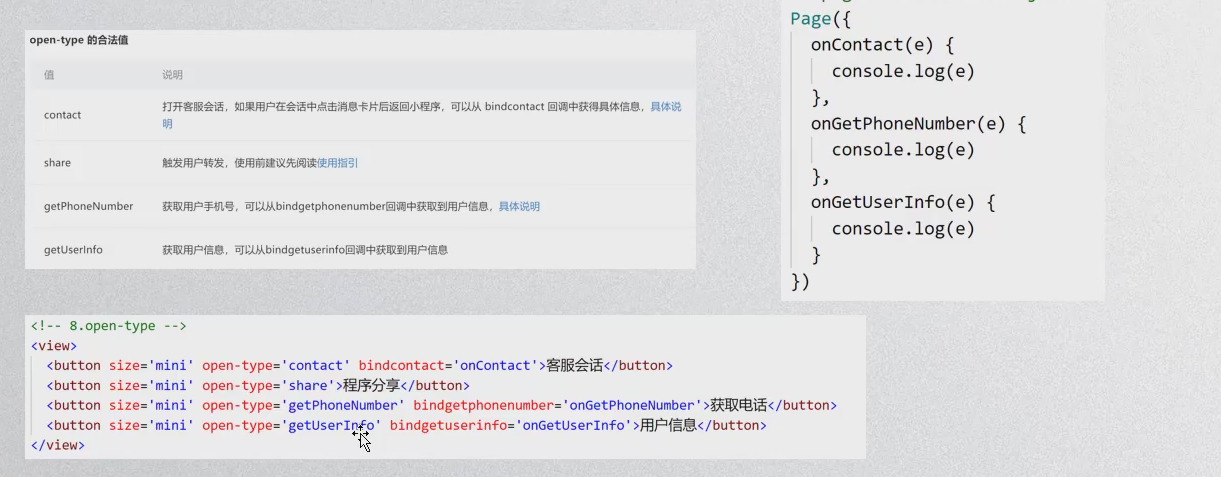 open-type 的合法值
值 说明
contact 打开客服会话，如果用户在会话中点击消息卡片后返回小程序，可以从 bindcontact 回调中获得具体信息，具体说
明
share 触发用户转发，使用前建议先阅读使用指引
getPhoneNumber 获取用户手机号，可以从bindgetphonenumber回调中获取到用户信息，具体说明
getUserInfo 获取用户信息，可以从bindgetuserinfo回调中获取到用户信息
Page({
onContact(e) {
console.log(e)
},
onGetPhoneNumber(e) {
console.log(e)
},
onGetUserInfo(e) {
console.log(e)
}
})
<!-- 8.open-type -->
<view>
<button size='mini' open-type='contact' bindcontact='onContact'>客服会话</button>
<button size='mini' open-type='share'>程序分享</button>
<button size='mini' open-type='getPhoneNumber' bindgetphonenumber='onGetPhoneNumber'>获取电话</button>
<button size='mini' open-type='getUserInfo' bindgetuserinfo='onGetUserInfo'>用户信息</button>
</view>